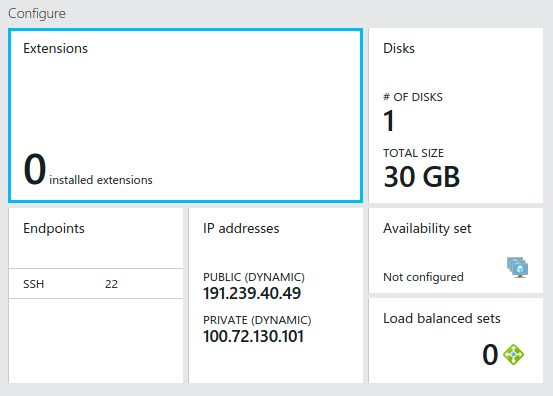 Configure
Extensions
0 installed extensions
Disks
# OF DISKS
1
TOTAL SIZE
30 GB
Endpoints
SSH 22
IP addresses
PUBLIC (DYNAMIC)
191.239.40.49
PRIVATE (DYNAMIC)
100.72.130.101
Availability set
Not configured
Load balanced sets
0